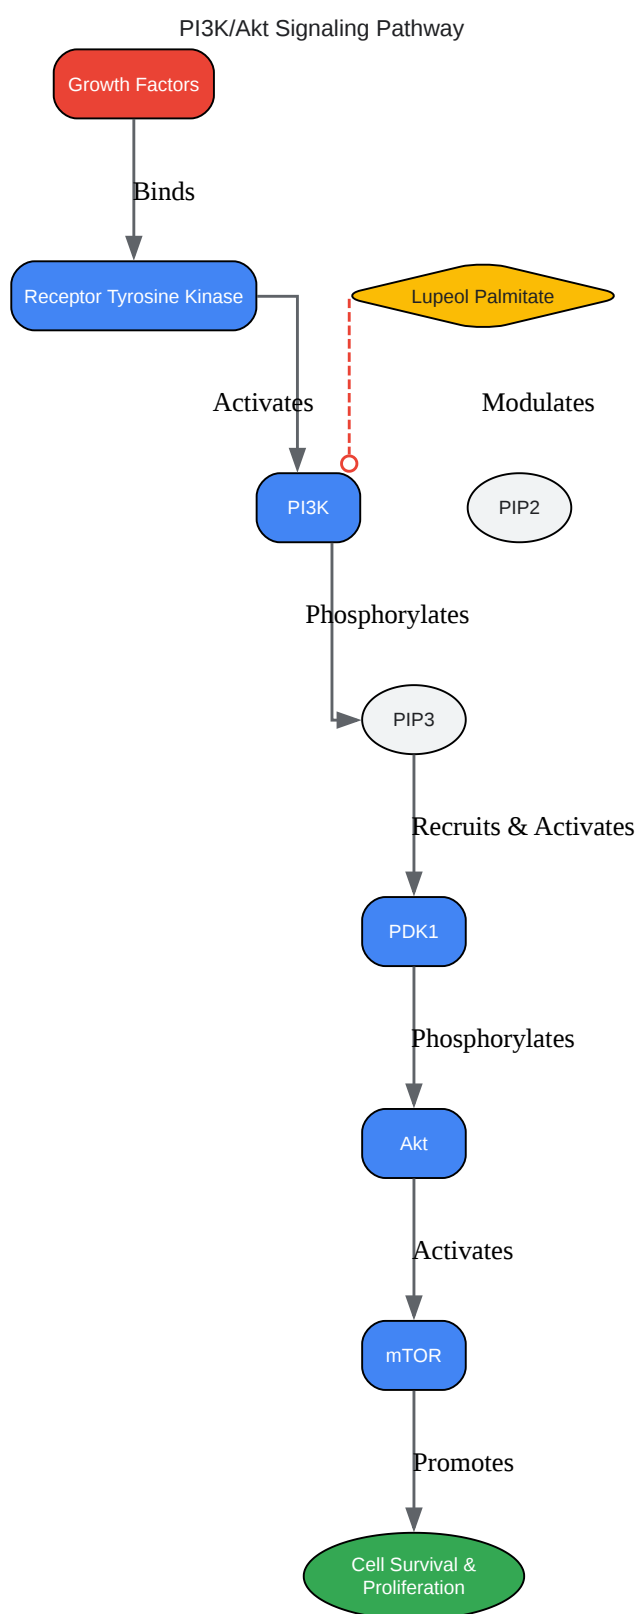 PI3K/Akt Signaling Pathway
Growth Factors
Binds
Receptor Tyrosine Kinase
Lupeol Palmitate
Activates
Modulates
PI3K
PIP2
Phosphorylates
PIP3
Recruits & Activates
PDK1
Phosphorylates
Akt
Activates
mTOR
Promotes
Cell Survival &
Proliferation